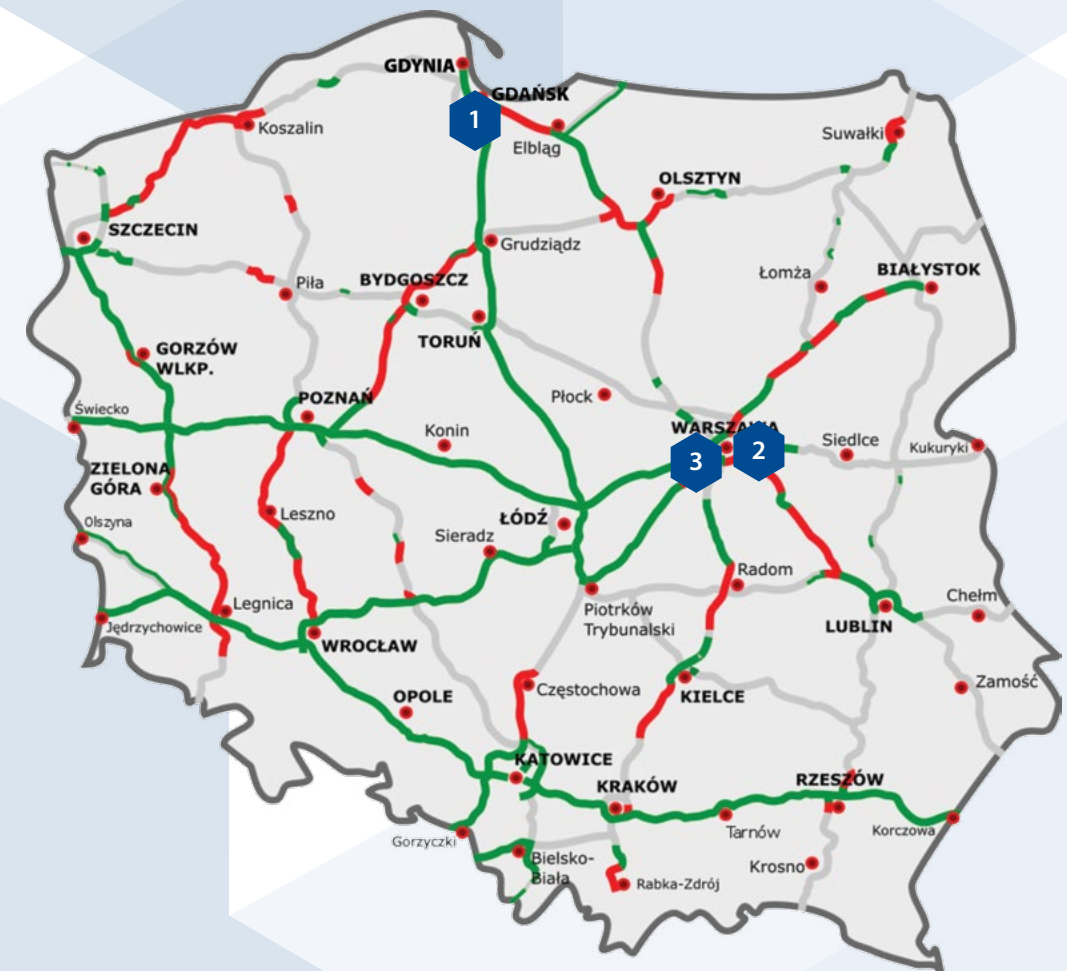 GDYNIA
GDAŃSK
1
Koszalin
Elbląg
Suwałki
OLSZTYN
SZCZECIN
Grudziądz
BYDGOSZCZ
Piła
Łomża
BIAŁYSTOK
TORUŃ
GORZÓW
WLKP.
POZNAŃ
Płock
Świecko
Konin
WARSZAWA
3
2
Siedlce
Kukuryki
ZIELONA
GÓRA
Leszno
ŁÓDŹ
Olszyna
Sieradz
Radom
Legnica
Piotrków
Trybunalski
Chełm
Jędrzychowice
WROCŁAW
LUBLIN
OPOLE
Częstochowa
KIELCE
Zamość
KATOWICE
KRAKÓW
RZESZÓW
Tarnów
Korczowa
Gorzyczki
Bielsko-
Biała
Rabka-Zdrój
Krosno